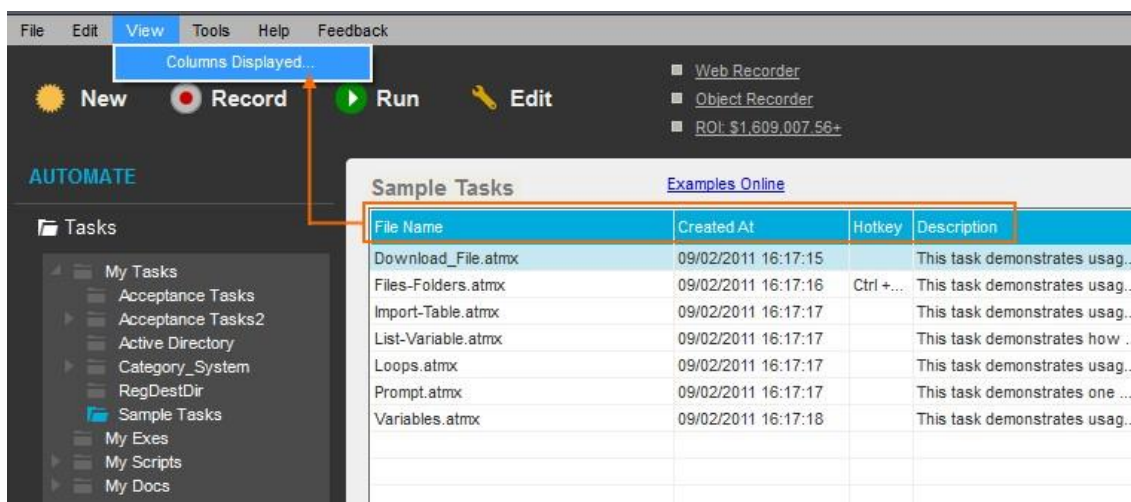 File Edit View Tools Help Feedback
Columns Displayed...
New Record Run Edit
Web Recorder
Object Recorder
ROI: $1,609,007.56+
AUTOMATE
Tasks
My Tasks
Acceptance Tasks
Acceptance Tasks2
Active Directory
Category_System
RegDestDir
Sample Tasks
My Exes
My Scripts
My Docs
Sample Tasks Examples Online
File Name Created At Hotkey Description
Download_File.atmx 09/02/2011 16:17:15 This task demonstrates usag..
Files-Folders.atmx 09/02/2011 16:17:16 Ctrl +... This task demonstrates usag..
Import-Table.atmx 09/02/2011 16:17:17 This task demonstrates usag..
List-Variable.atmx 09/02/2011 16:17:17 This task demonstrates how .
Loops.atmx 09/02/2011 16:17:17 This task demonstrates usag..
Prompt.atmx 09/02/2011 16:17:17 This task demonstrates one ...
Variables.atmx 09/02/2011 16:17:18 This task demonstrates usag..